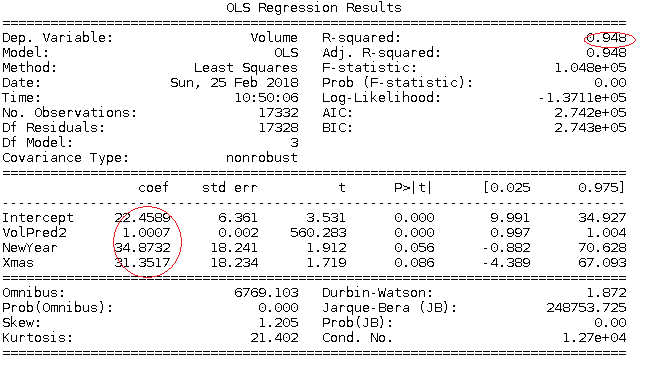 OLS Regression Results
Dep. Variable: Volume R-squared: 0.948
Model: OLS Adj. R-squared: 0.948
Method: Least Squares F-statistic: 1.048e+05
Date: Sun, 25 Feb 2018 Prob (F-statistic): 0.00
Time: 10:50:06 Log-Likelihood: -1.3711e+05
No. Observations: 17332 AIC: 2.742e+05
Df Residuals: 17328 BIC: 2.743e+05
Df Model: 3
Covariance Type: nonrobust
coef std err t P>|t| [0.025 0.975]
Intercept 22.4589 6.361 3.531 0.000 9.991 34.927
VolPred2 1.0007 0.002 560.283 0.000 0.997 1.004
NewYear 34.8732 18.241 1.912 0.056 -0.882 70.628
Xmas 31.3517 18.234 1.719 0.086 -4.389 67.093
Omnibus: 6769.103 Durbin-Watson: 1.872
Prob(Omnibus): 0.000 Jarque-Bera (JB): 248753.725
Skew: 1.205 Prob(JB): 0.00
Kurtosis: 21.402 Cond. No. 1.27e+04